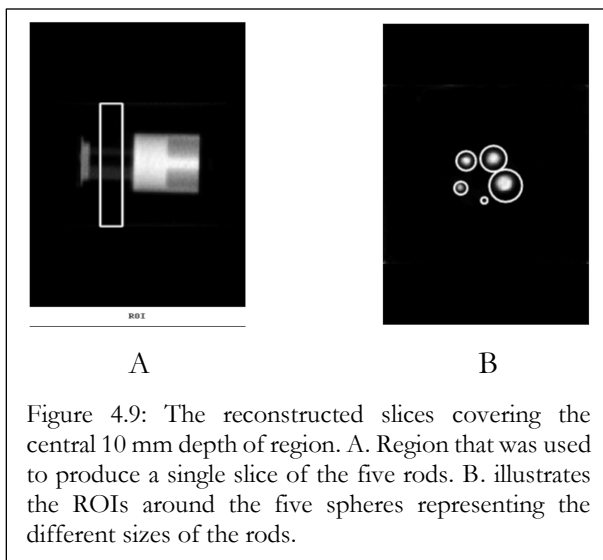 ROI
A
B
Figure 4.9: The reconstructed slices covering the
central 10 mm depth of region. A. Region that was used
to produce a single slice of the five rods. B. illustrates
the ROIs around the five spheres representing the
different sizes of the rods.